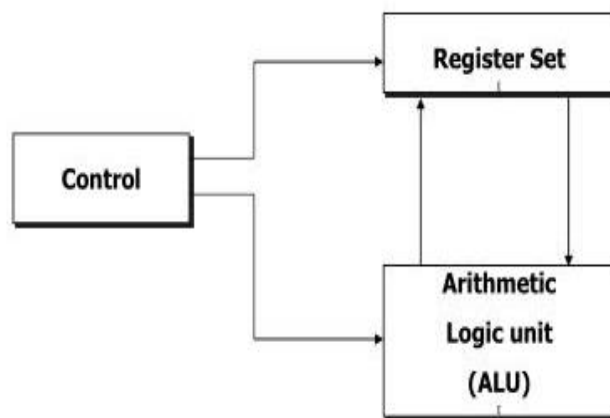 Register Set
Control
Arithmetic
Logic unit
(ALU)